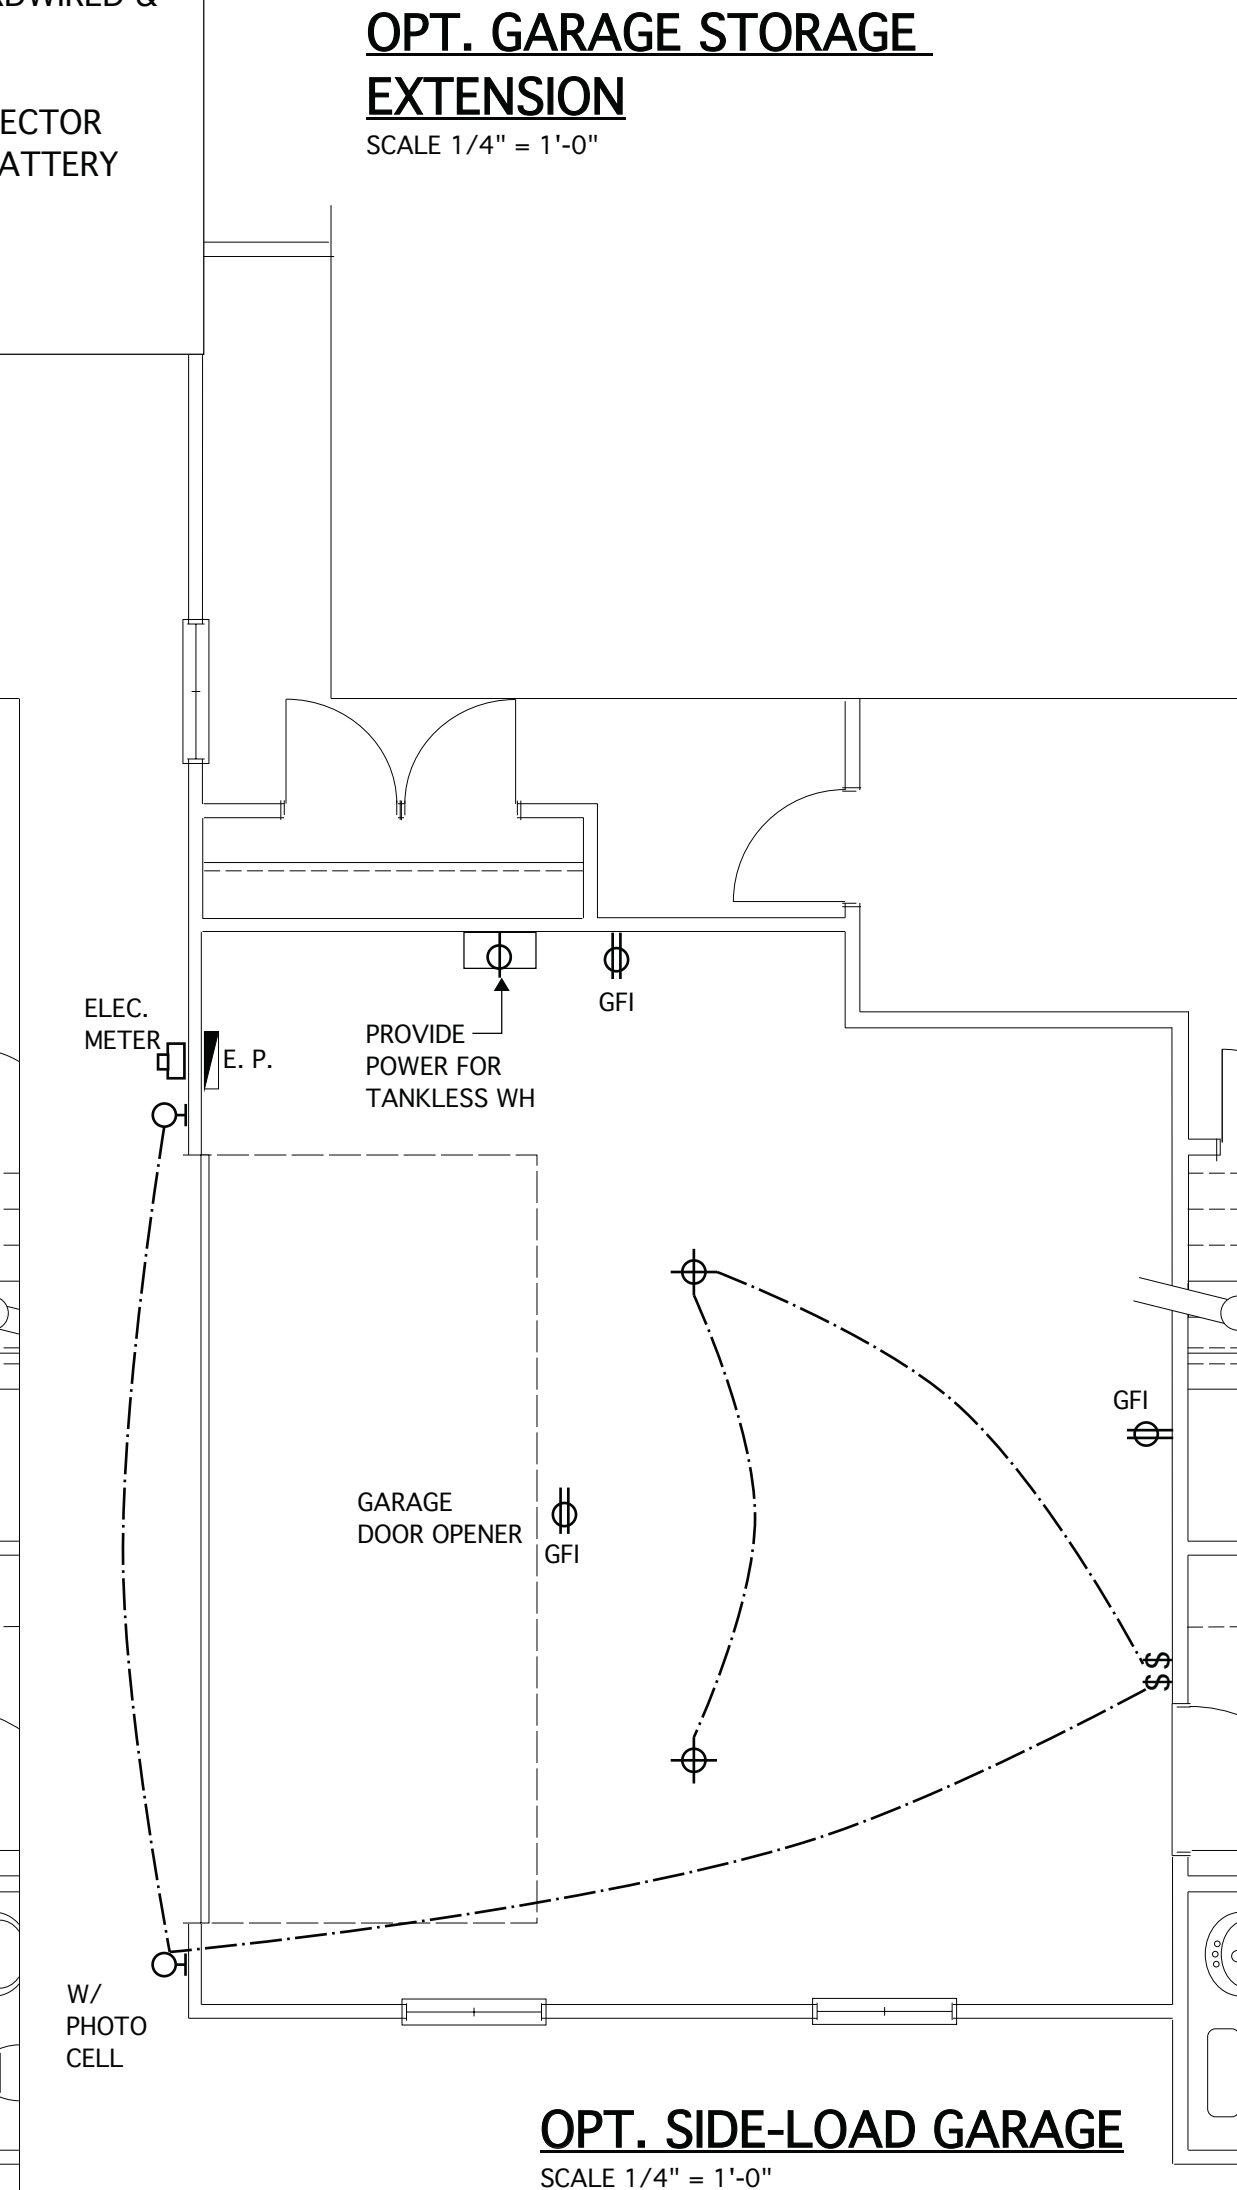 OPT. GARAGE STORAGE
EXTENSION
SCALE 1/4" = 1'-0"
&
ECTOR
ATTERY
ELEC.
METER
E. P.
PROVIDE
POWER FOR
TANKLESS WH
GFI
GFI
GARAGE
DOOR OPENER
GFI
$
$
W/
PHOTO
CELL
OPT. SIDE-LOAD GARAGE
SCALE 1/4" = 1'-0"